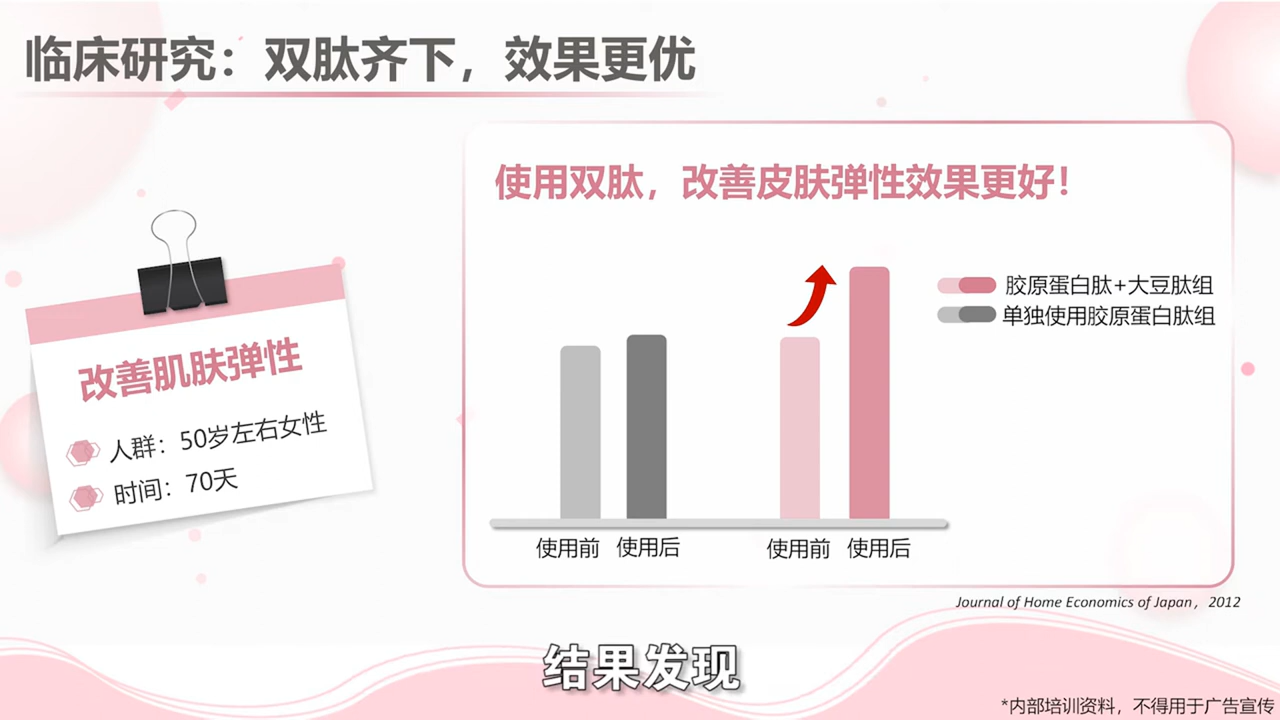 临床研究：双肽齐下，效果更优
使用双肽，改善皮肤弹性效果更好！
改善肌肤弹性
人群：50岁左右女性
时间：70天
胶原蛋白肽+大豆肽组
单独使用胶原蛋白肽组
使用前 使用后 使用前 使用后
Journal of Home Economics of Japan，2012
结果发现
*内部培训资料，不得用于广告宣传